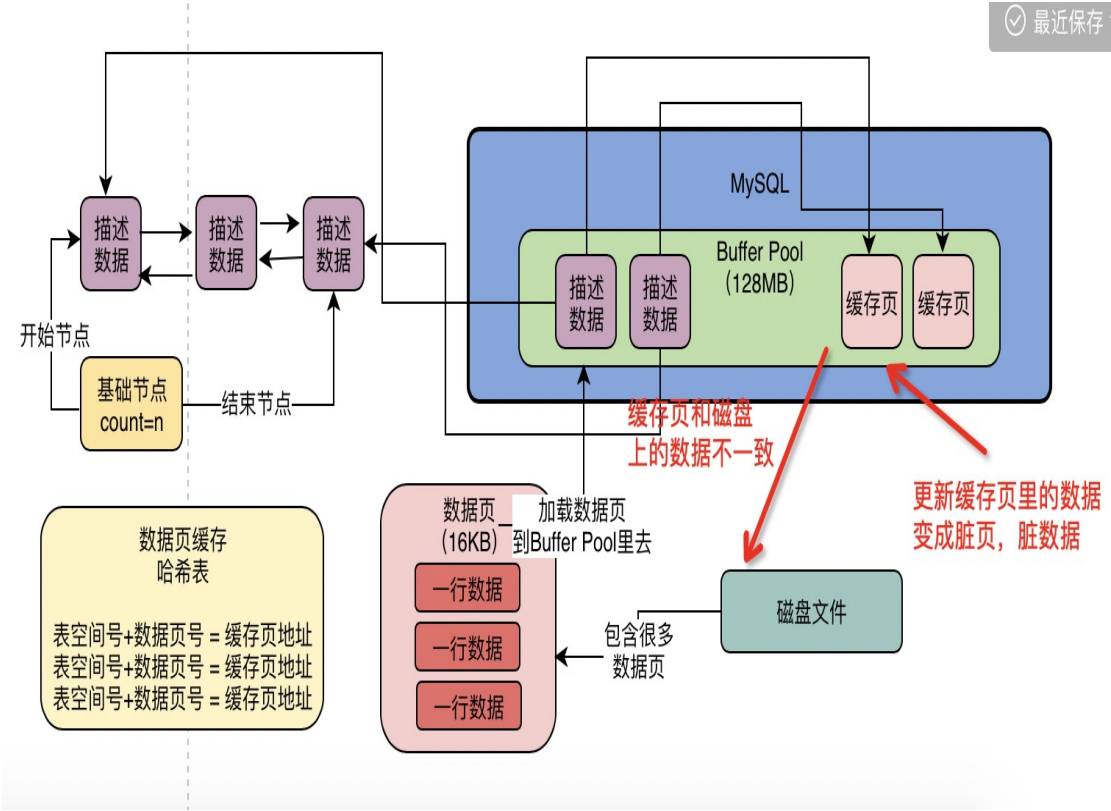 最近保存
MySQL
Buffer Pool
（128MB）
描述
数据
描述
数据
描述
数据
描述
数据
描述
数据
缓存页
缓存页
开始节点
基础节点
count=n
结束节点
缓存页和磁盘
上的数据不一致
更新缓存页里的数据
变成脏页，脏数据
数据页
（16KB）
加载数据页
到Buffer Pool里去
一行数据
一行数据
一行数据
包含很多
数据页
磁盘文件
数据页缓存
哈希表
表空间号+数据页号 = 缓存页地址
表空间号+数据页号 = 缓存页地址
表空间号+数据页号 = 缓存页地址